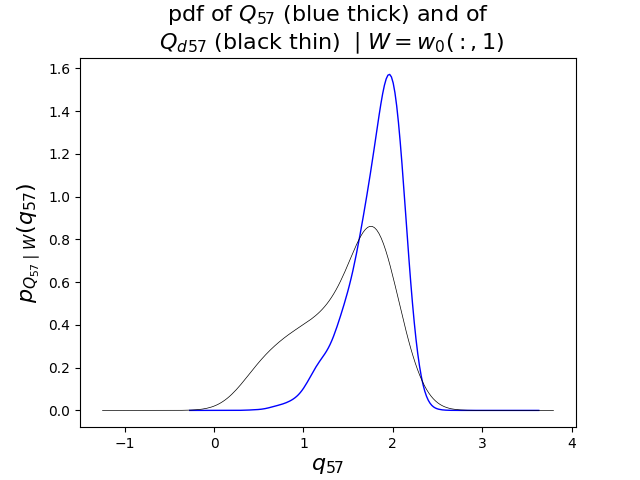 pdf of Q57 (blue thick) and of
Qd57 (black thin) | W = w0(:, 1)
pQ57 | W(q57)
1.6
1.4
1.2
1.0
0.8
0.6
0.4
0.2
0.0
−1 0 1 2 3 4
q57